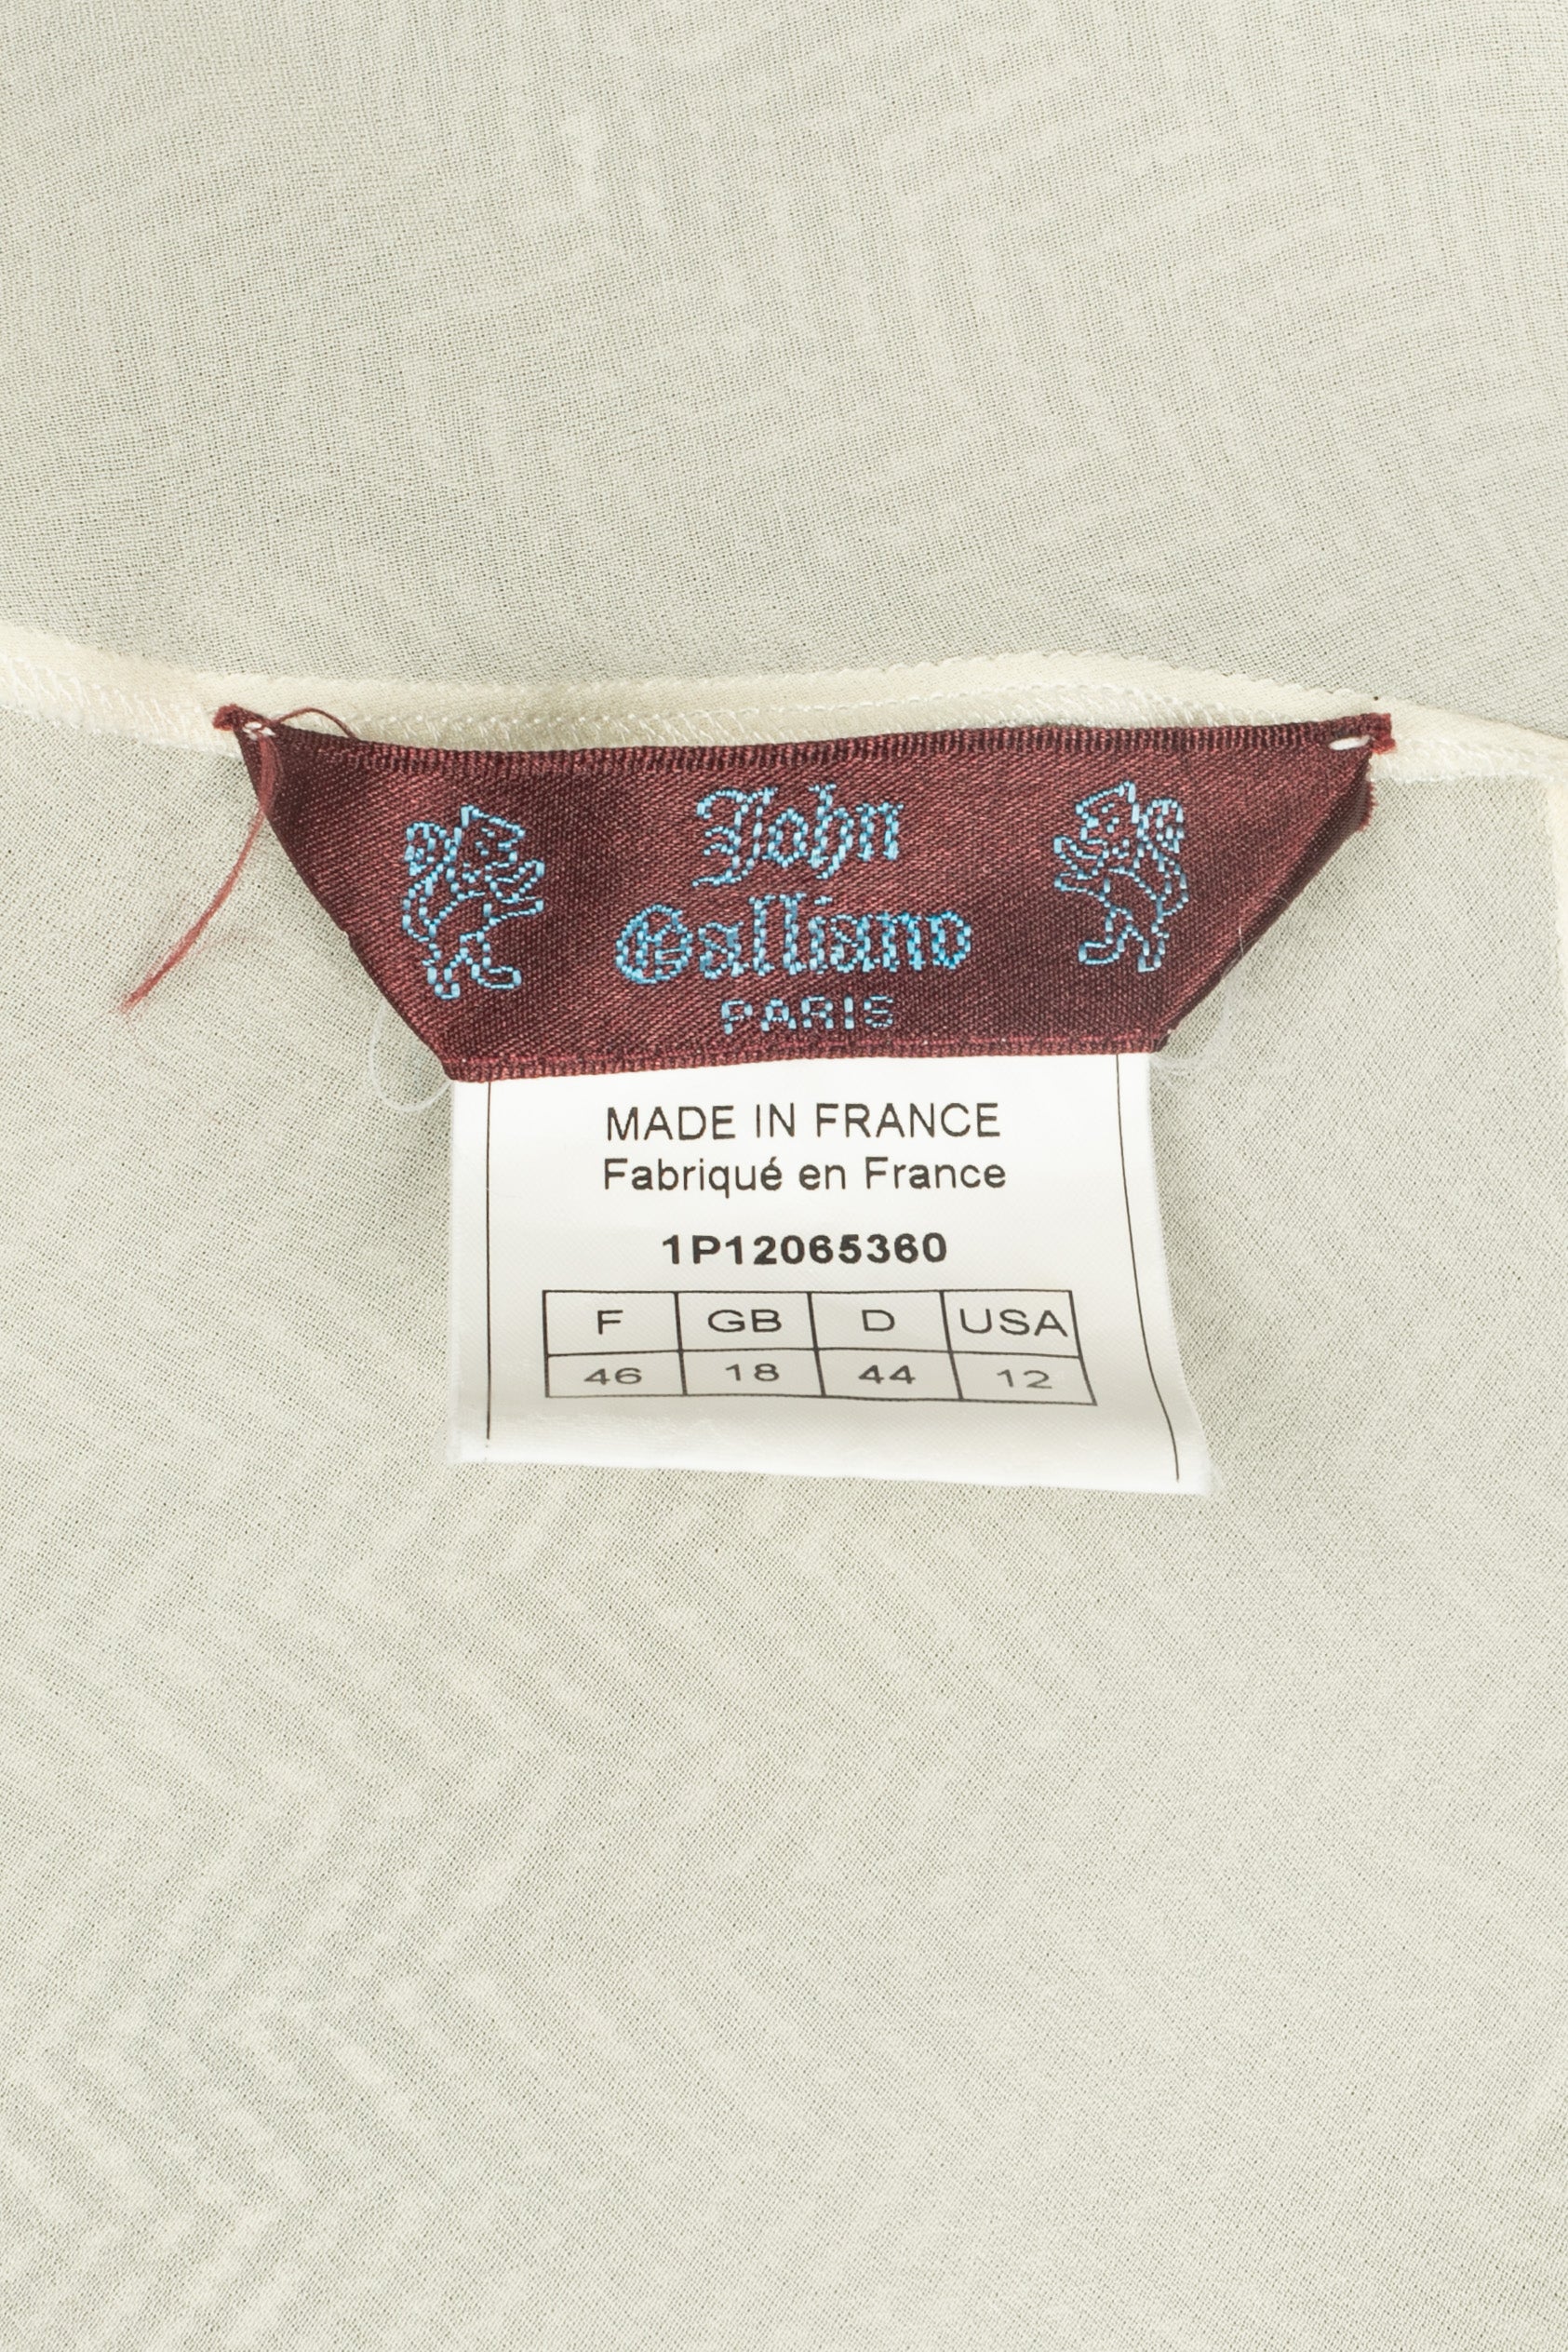 John
Galliano
PARIS
MADE IN FRANCE
Fabriqué en France
1P12065360
F GB D USA
46 18 44 12